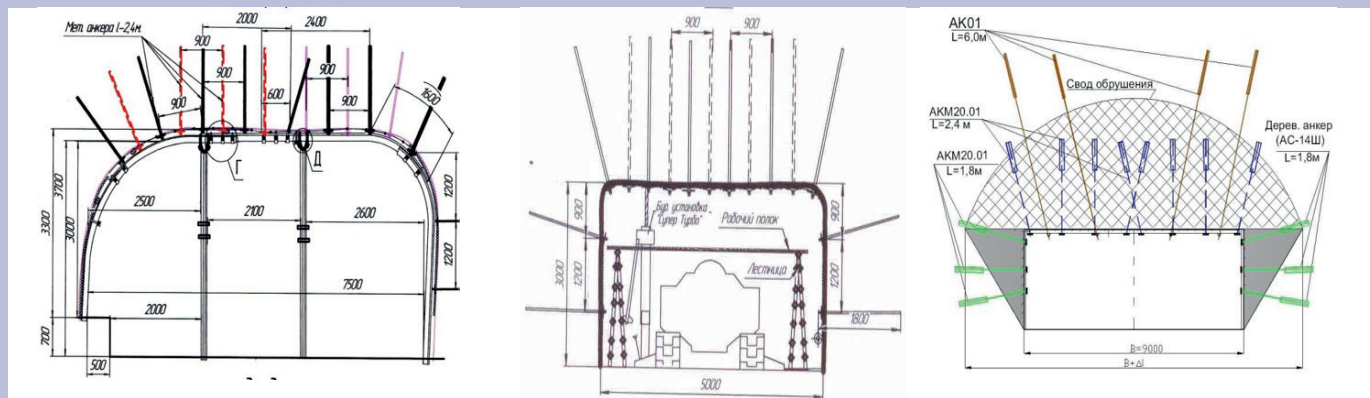 Мет. анкера l-2,4м.
2000
2400
900
900
900
900
600
900
1600
Г
Д
3300
3700
3000
2500
2100
2600
1200
1200
7500
2000
700
500
900
900
Бур. установка -
"Супер Турбо"
Рабочий полок
Лестница
3000
900
1200
900
1200
1800
5000
АК01
L=6,0м
Свод обрушения
АКМ20.01
L=2,4 м
АКМ20.01
L=1,8м
Дерев. анкер
(АС-14Ш)
L=1,8м
B=9000
B+Δl